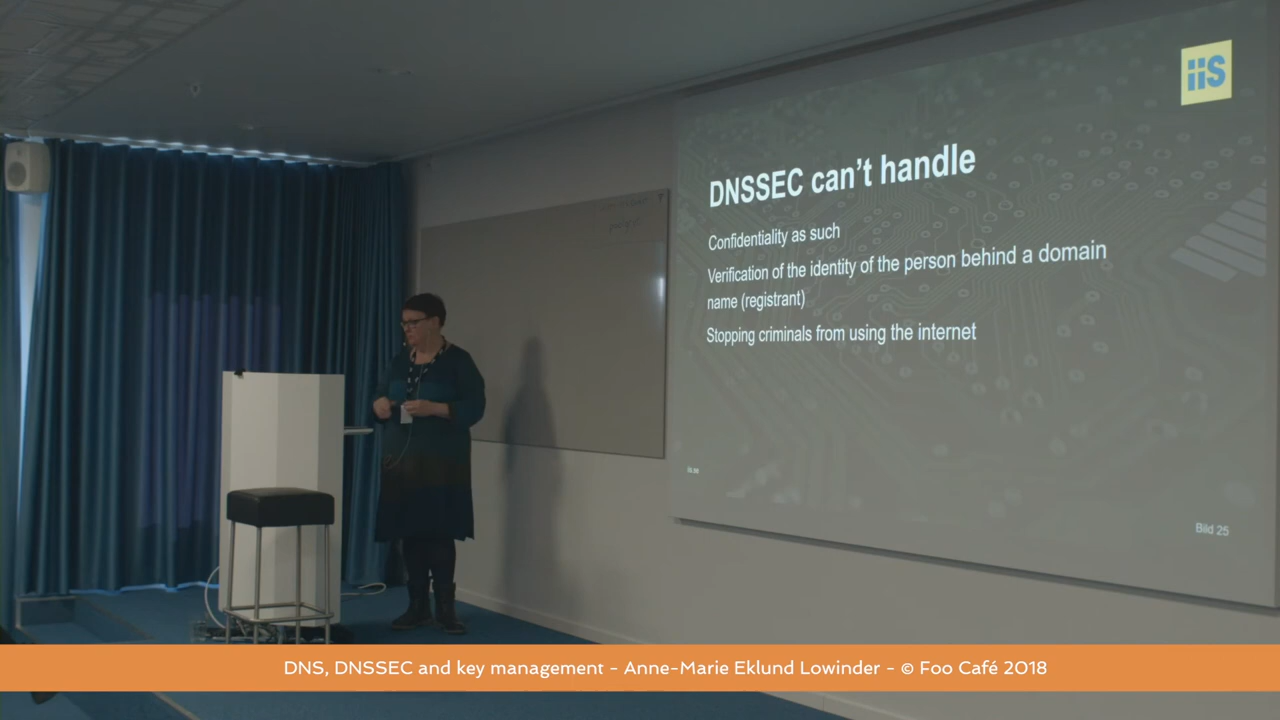 iiS
DNSSEC can't handle
Confidentiality as such
Verification of the identity of the person behind a domain
name (registrant)
Stopping criminals from using the internet
iis.se
Bild 25
DNS, DNSSEC and key management - Anne-Marie Eklund Lowinder - © Foo Café 2018